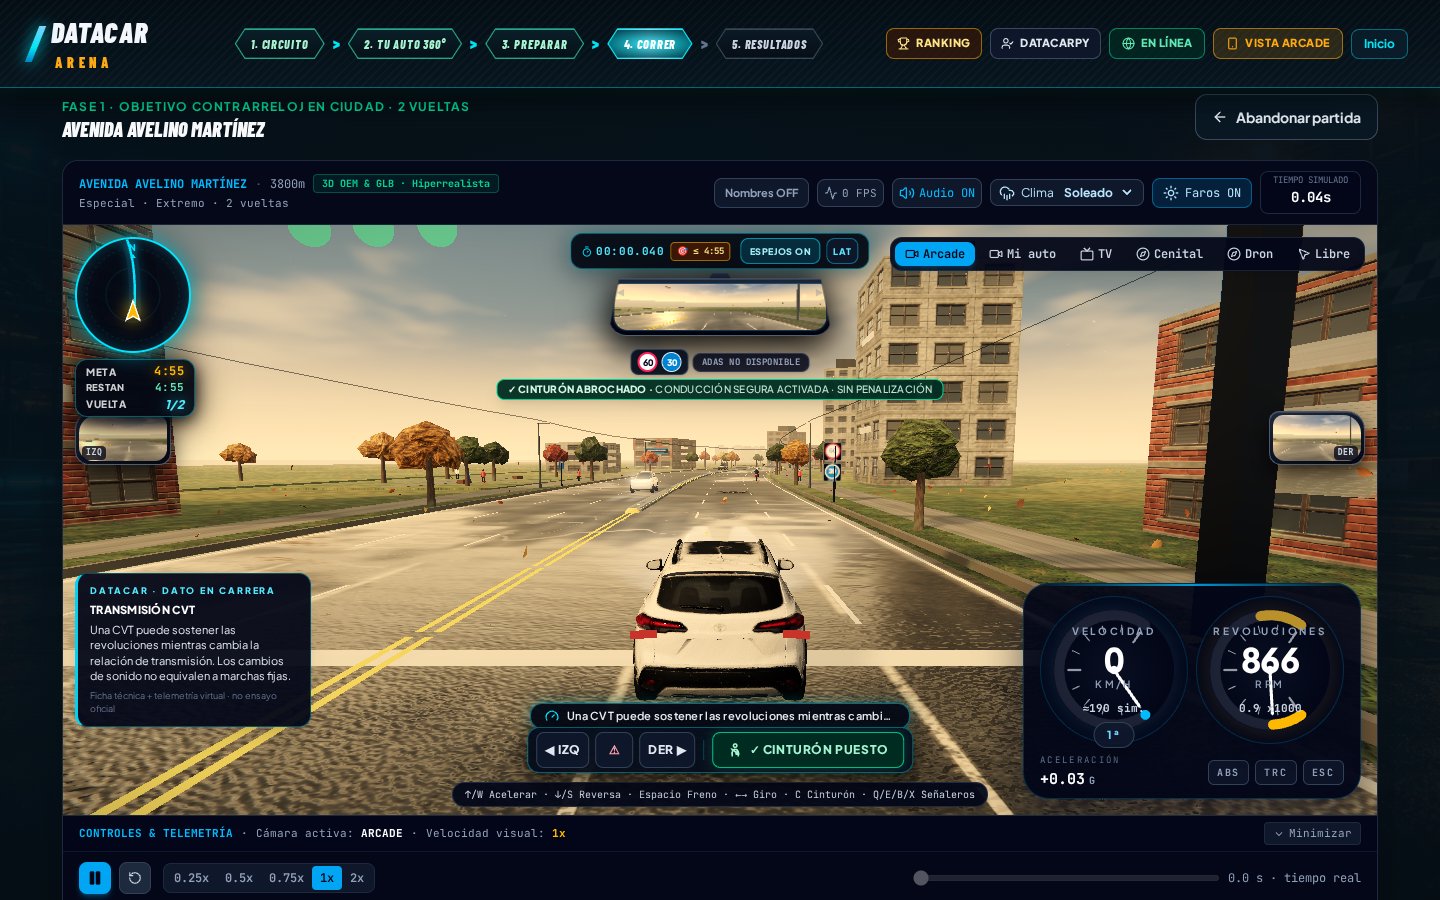 DATACAR
ARENA
1. CIRCUITO > 2. TU AUTO 360° > 3. PREPARAR > 4. CORRER > 5. RESULTADOS
RANKING
DATACARPY
EN LÍNEA
VISTA ARCADE
Inicio
FASE 1 · OBJETIVO CONTRARRELOJ EN CIUDAD · 2 VUELTAS
AVENIDA AVELINO MARTÍNEZ
← Abandonar partida
AVENIDA AVELINO MARTÍNEZ · 3800m 3D OEM & GLB · Hiperrealista
Especial · Extremo · 2 vueltas
Nombres OFF
0 FPS
Audio ON
Clima Soleado
Faros ON
TIEMPO SIMULADO
0.04s
N
00:00.040
≤ 4:55
ESPEJOS ON
LAT
Arcade
Mi auto
TV
Cenital
Dron
Libre
META 4:55
RESTAN 4:55
VUELTA 1/2
IZQ
60
30
ADAS NO DISPONIBLE
✓ CINTURÓN ABROCHADO · CONDUCCIÓN SEGURA ACTIVADA · SIN PENALIZACIÓN
DER
DATACAR · DATO EN CARRERA
TRANSMISIÓN CVT
Una CVT puede sostener las
revoluciones mientras cambia la
relación de transmisión. Los cambios
de sonido no equivalen a marchas fijas.
Ficha técnica + telemetría virtual · no ensayo
oficial
Una CVT puede sostener las revoluciones mientras cambi...
◀ IZQ
⚠
DER ▶
✓ CINTURÓN PUESTO
↑/W Acelerar · ↓/S Reversa · Espacio Freno · ←→ Giro · C Cinturón · Q/E/B/X Señaleros
VELOCIDAD
0
KM/H
≈190 sim.
1ª
REVOLUCIONES
866
RPM
0.9 x1000
ACELERACIÓN
+0.03 G
ABS
TRC
ESC
CONTROLES & TELEMETRÍA · Cámara activa: ARCADE · Velocidad visual: 1x
Minimizar
0.25x 0.5x 0.75x 1x 2x
0.0 s · tiempo real